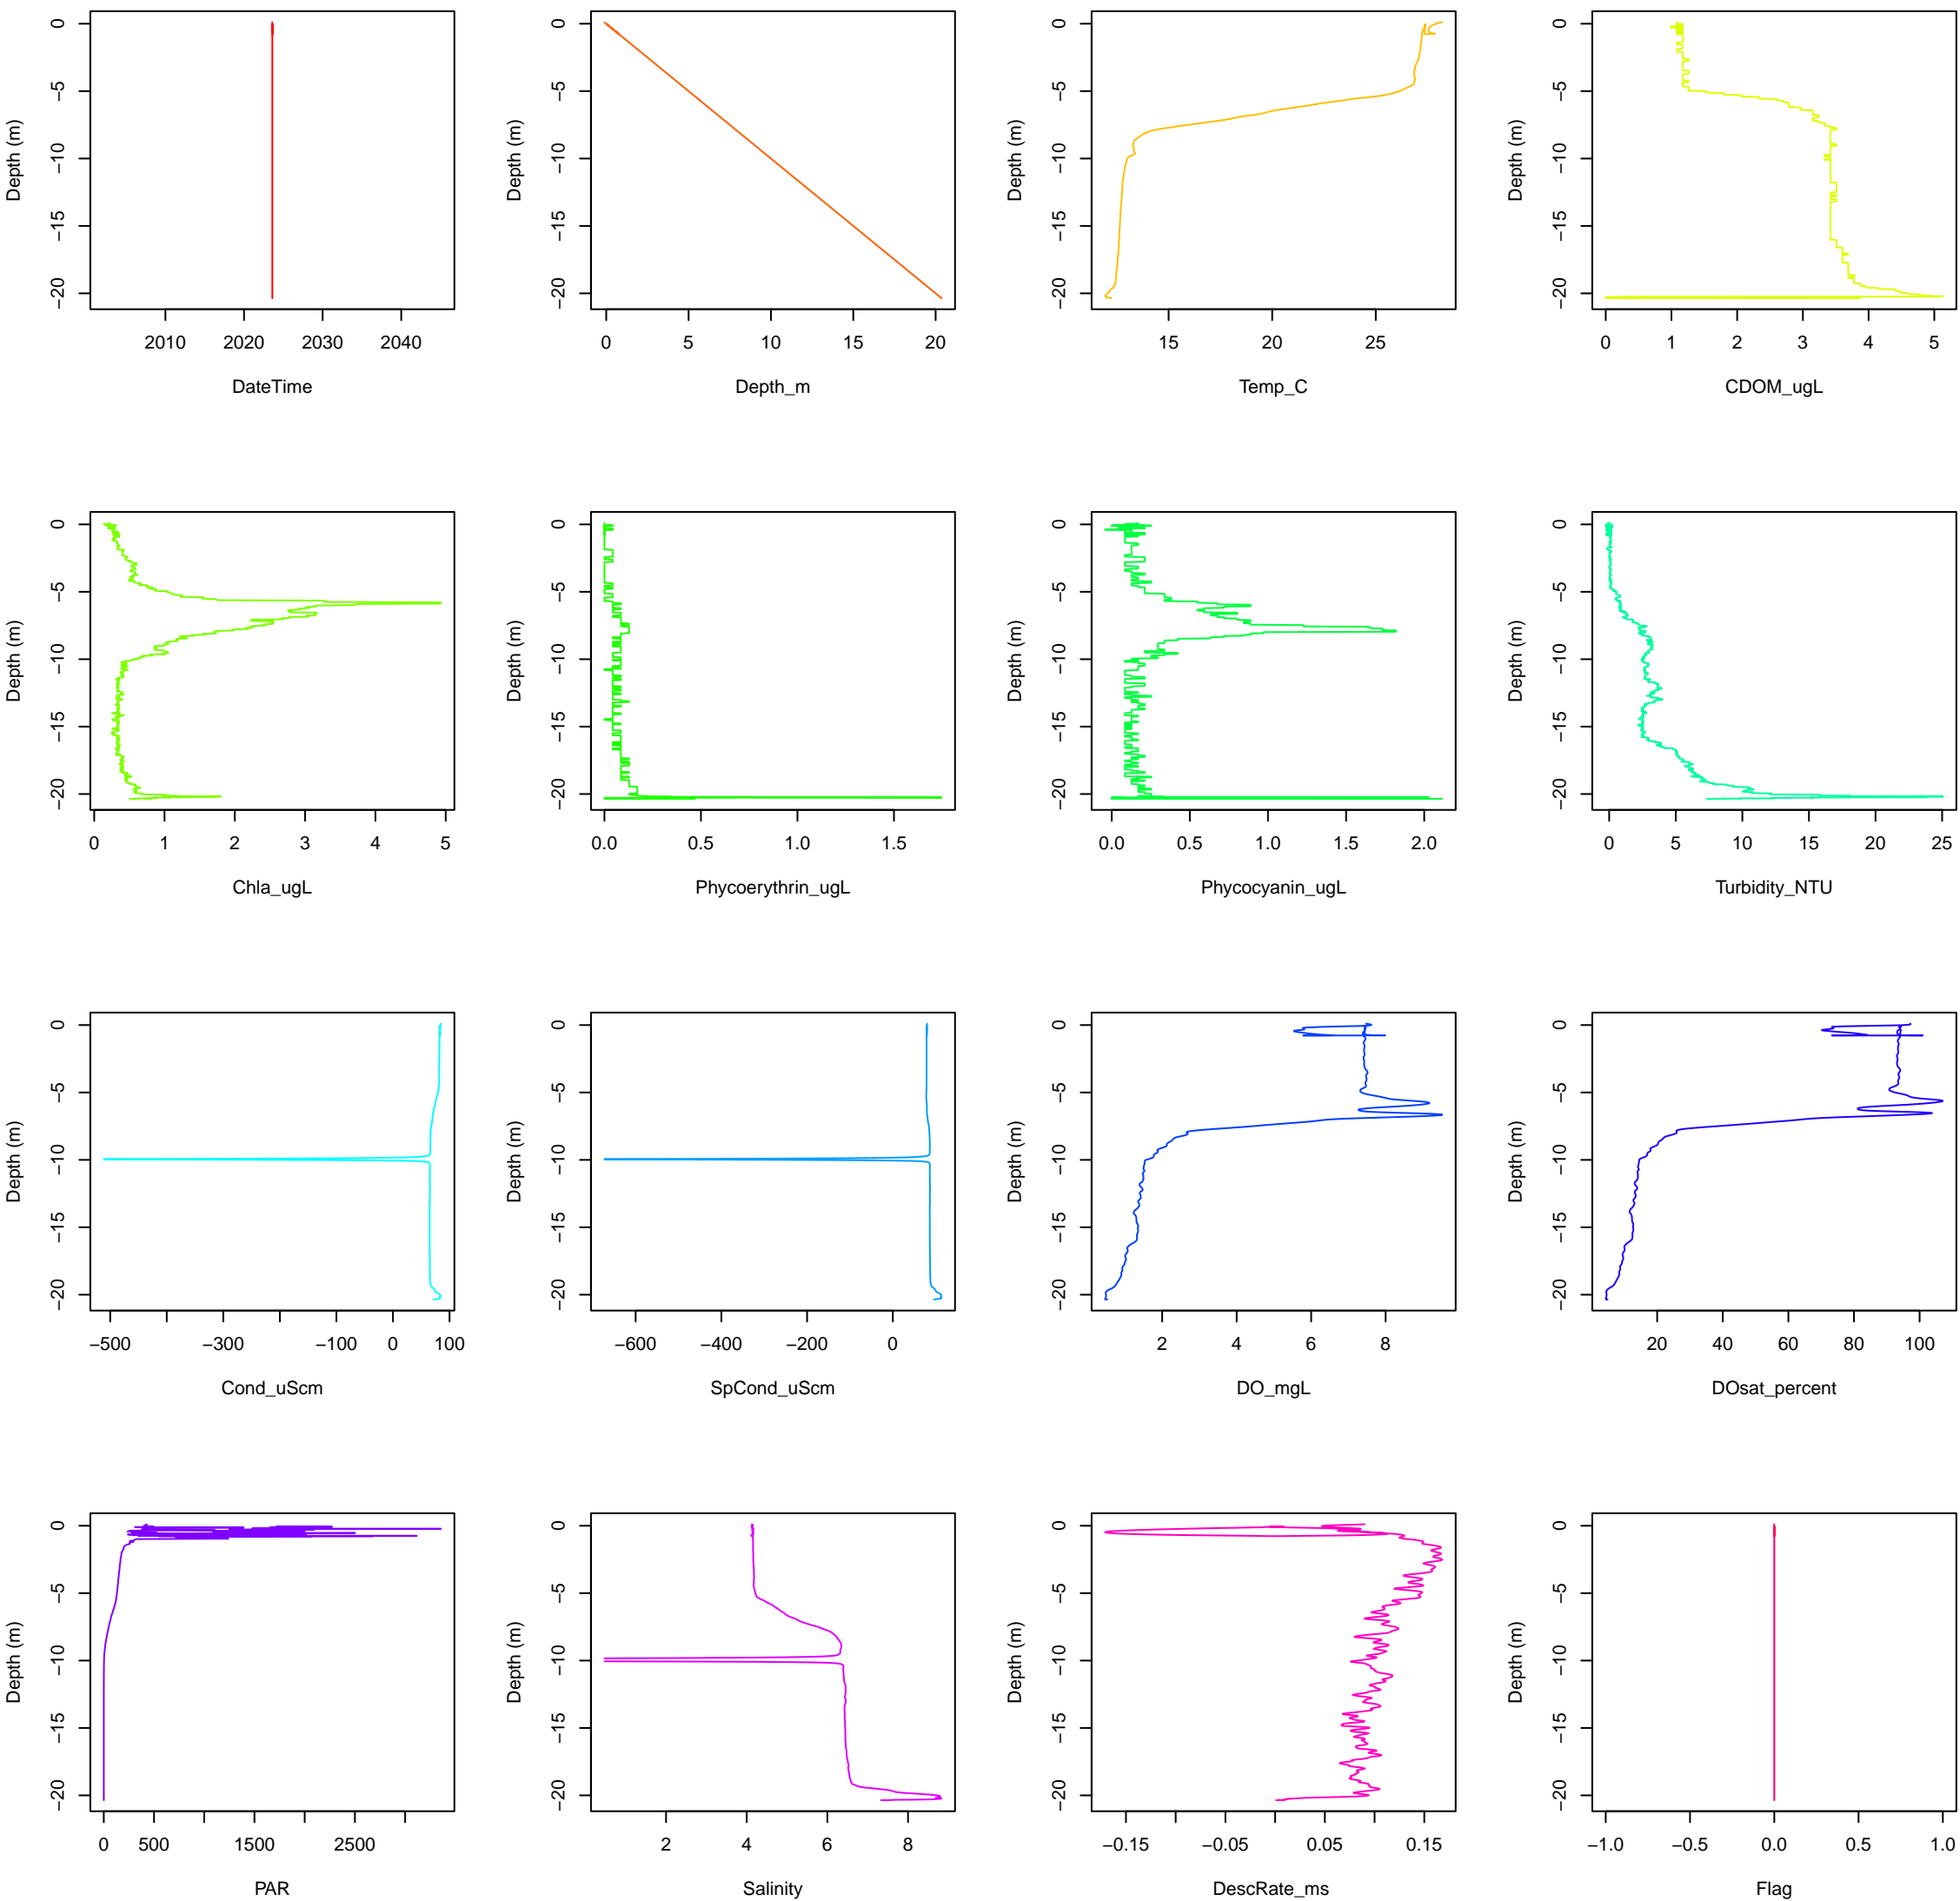 0
−5
−10
−15
−20
Depth (m)
2010 2020 2030 2040
DateTime
0
−5
−10
−15
−20
Depth (m)
0 5 10 15 20
Depth_m
0
−5
−10
−15
−20
Depth (m)
15 20 25
Temp_C
0
−5
−10
−15
−20
Depth (m)
0 1 2 3 4 5
CDOM_ugL
0
−5
−10
−15
−20
Depth (m)
0 1 2 3 4 5
Chla_ugL
0
−5
−10
−15
−20
Depth (m)
0.0 0.5 1.0 1.5
Phycoerythrin_ugL
0
−5
−10
−15
−20
Depth (m)
0.0 0.5 1.0 1.5 2.0
Phycocyanin_ugL
0
−5
−10
−15
−20
Depth (m)
0 5 10 15 20 25
Turbidity_NTU
0
−5
−10
−15
−20
Depth (m)
−500 −300 −100 0 100
Cond_uScm
0
−5
−10
−15
−20
Depth (m)
−600 −400 −200 0
SpCond_uScm
0
−5
−10
−15
−20
Depth (m)
2 4 6 8
DO_mgL
0
−5
−10
−15
−20
Depth (m)
20 40 60 80 100
DOsat_percent
0
−5
−10
−15
−20
Depth (m)
0 500 1500 2500
PAR
0
−5
−10
−15
−20
Depth (m)
2 4 6 8
Salinity
0
−5
−10
−15
−20
Depth (m)
−0.15 −0.05 0.05 0.15
DescRate_ms
0
−5
−10
−15
−20
Depth (m)
−1.0 −0.5 0.0 0.5 1.0
Flag